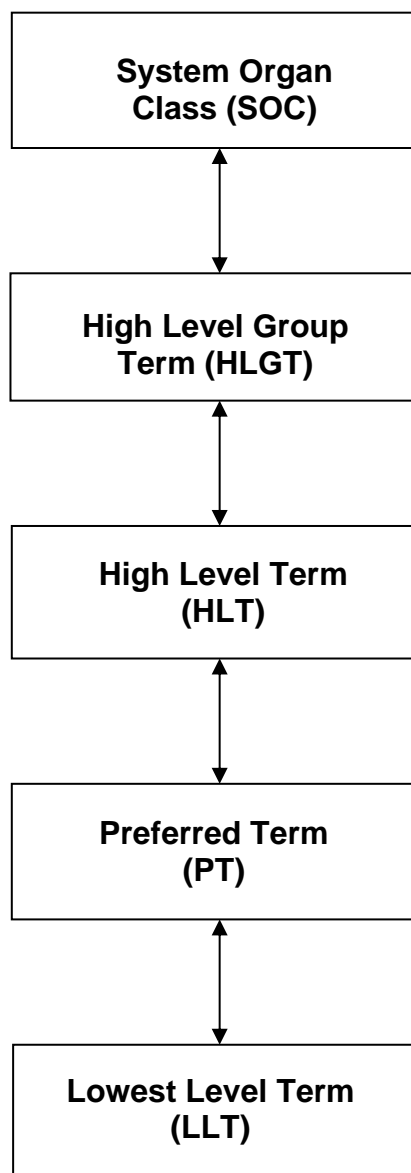 System Organ
Class (SOC)
High Level Group
Term (HLGT)
High Level Term
(HLT)
Preferred Term
(PT)
Lowest Level Term
(LLT)